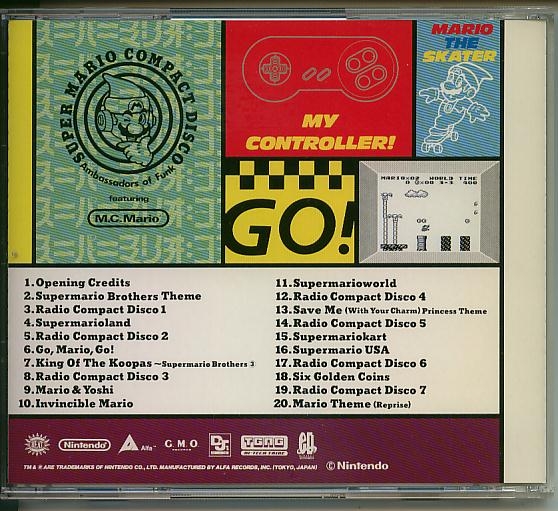 SUPER MARIO COMPACT DISCO
Ambassadors of Funk
featuring
M.C. Mario
MY
CONTROLLER!
MARIO
THE
SKATER
GO!
MARIO×02 WORLD TIME
3-3 400
1. Opening Credits
2. Supermario Brothers Theme
3. Radio Compact Disco 1
4. Supermarioland
5. Radio Compact Disco 2
6. Go, Mario, Go!
7. King Of The Koopas ~Supermario Brothers ③
8. Radio Compact Disco 3
9. Mario & Yoshi
10. Invincible Mario
11. Supermarioworld
12. Radio Compact Disco 4
13. Save Me (With Your Charm) Princess Theme
14. Radio Compact Disco 5
15. Supermariokart
16. Supermario USA
17. Radio Compact Disco 6
18. Six Golden Coins
19. Radio Compact Disco 7
20. Mario Theme (Reprise)
Nintendo
Alfa
G.M.O.
TM & ® ARE TRADEMARKS OF NINTENDO CO., LTD. MANUFACTURED BY ALFA RECORDS, INC. (TOKYO, JAPAN) © Nintendo